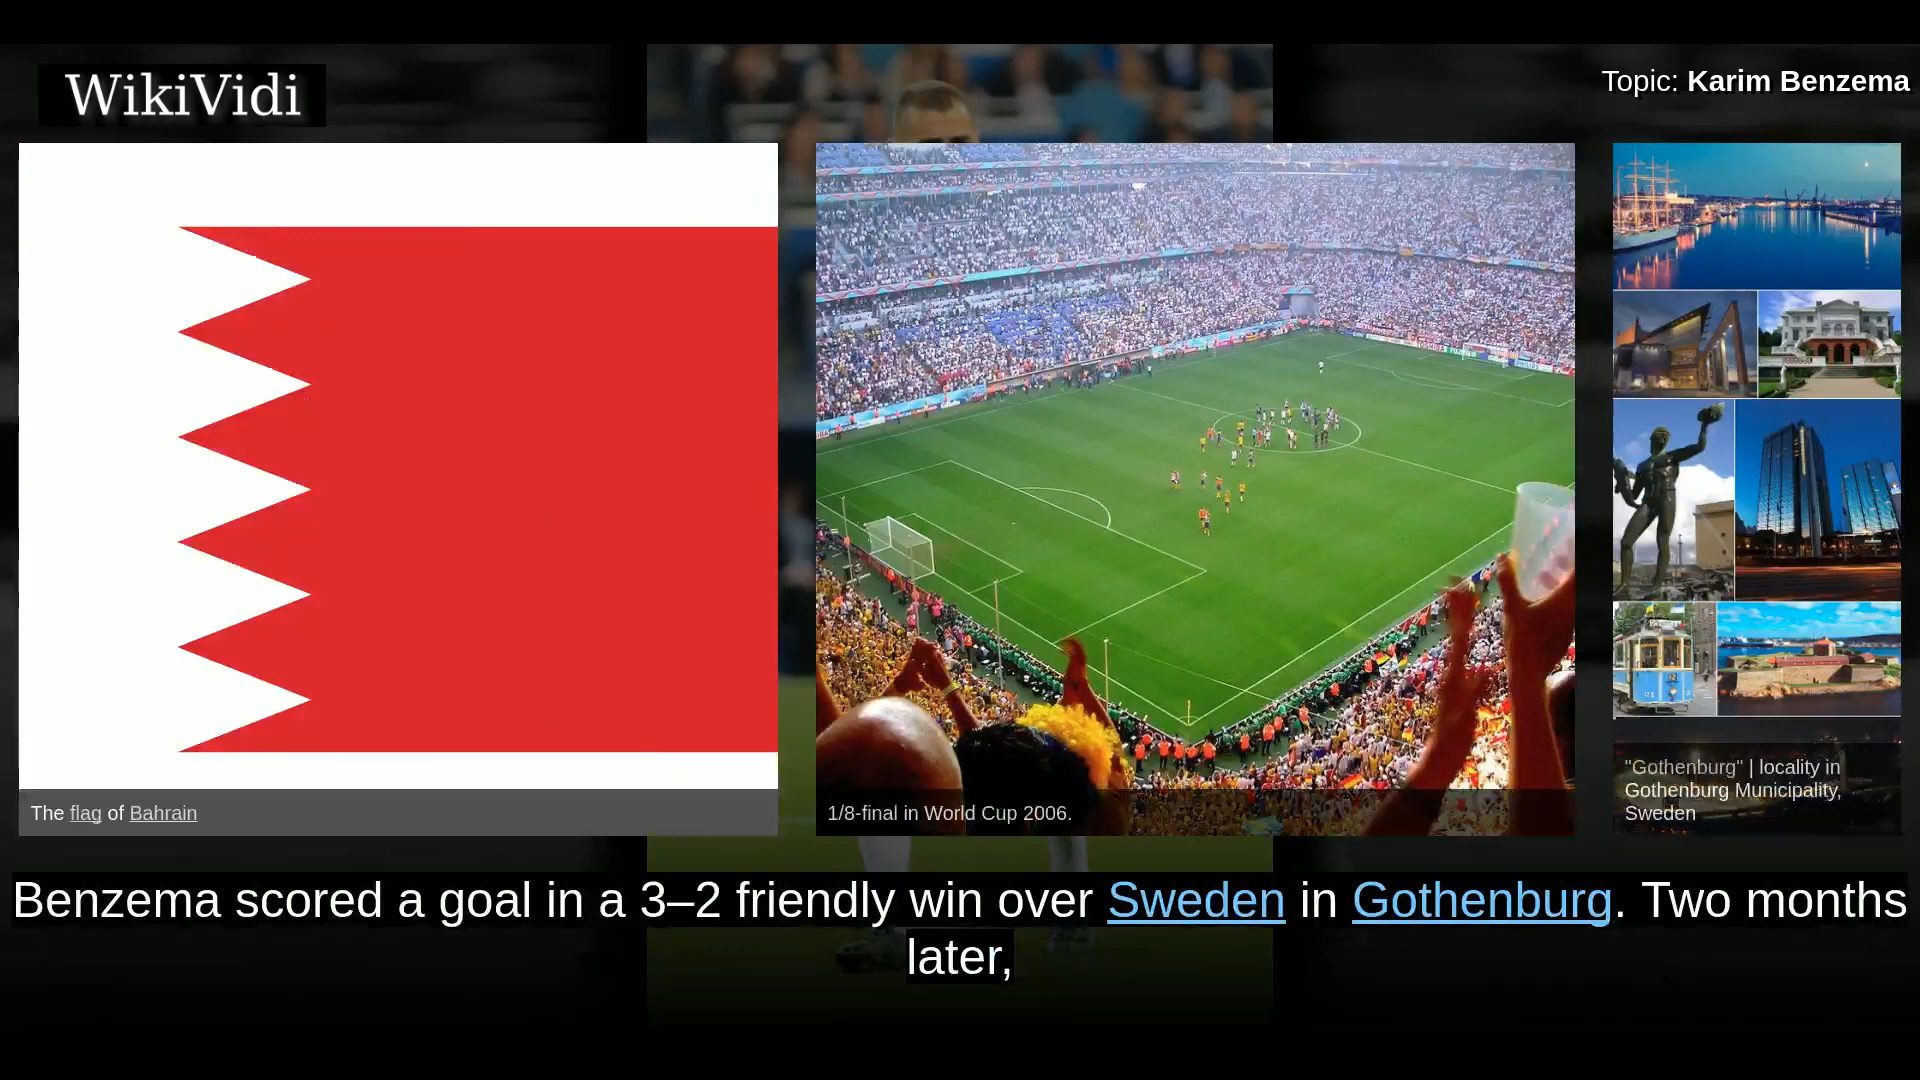 WikiVidi
Topic: Karim Benzema
The flag of Bahrain
1/8-final in World Cup 2006.
"Gothenburg" | locality in
Gothenburg Municipality,
Sweden
Benzema scored a goal in a 3–2 friendly win over Sweden in Gothenburg. Two months
later,